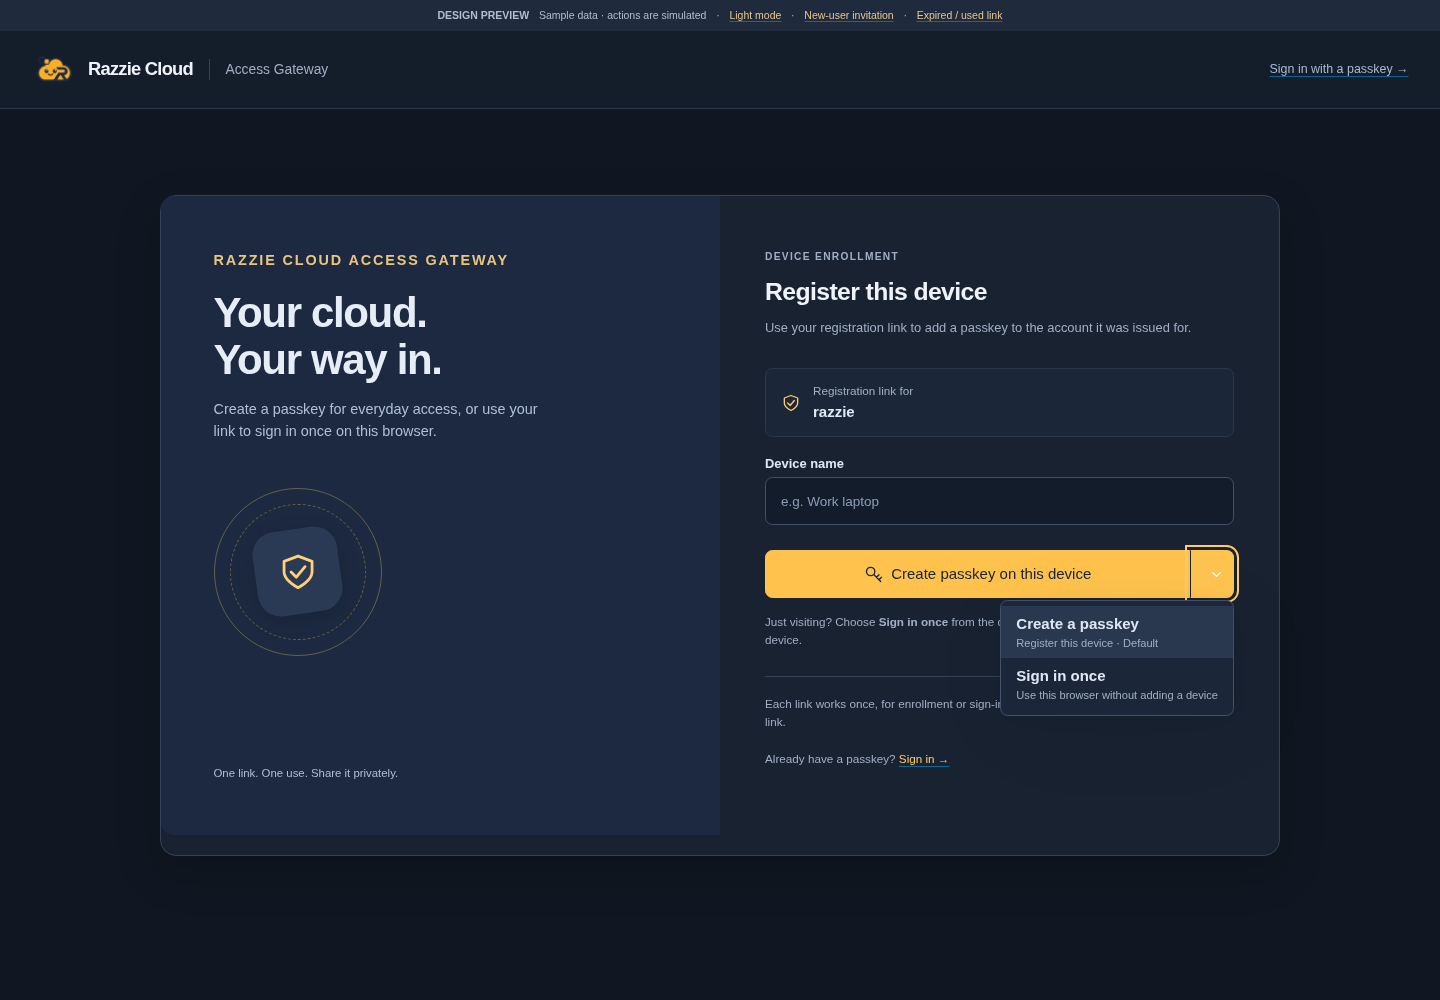 DESIGN PREVIEW Sample data · actions are simulated · Light mode · New-user invitation · Expired / used link
Razzie Cloud
Access Gateway
Sign in with a passkey →
RAZZIE CLOUD ACCESS GATEWAY
Your cloud.
Your way in.
Create a passkey for everyday access, or use your
link to sign in once on this browser.
One link. One use. Share it privately.
DEVICE ENROLLMENT
Register this device
Use your registration link to add a passkey to the account it was issued for.
Registration link for
razzie
Device name
e.g. Work laptop
Create passkey on this device
Create a passkey
Register this device · Default
Sign in once
Use this browser without adding a device
Just visiting? Choose Sign in once from the
device.
Each link works once, for enrollment or
link.
Already have a passkey? Sign in →